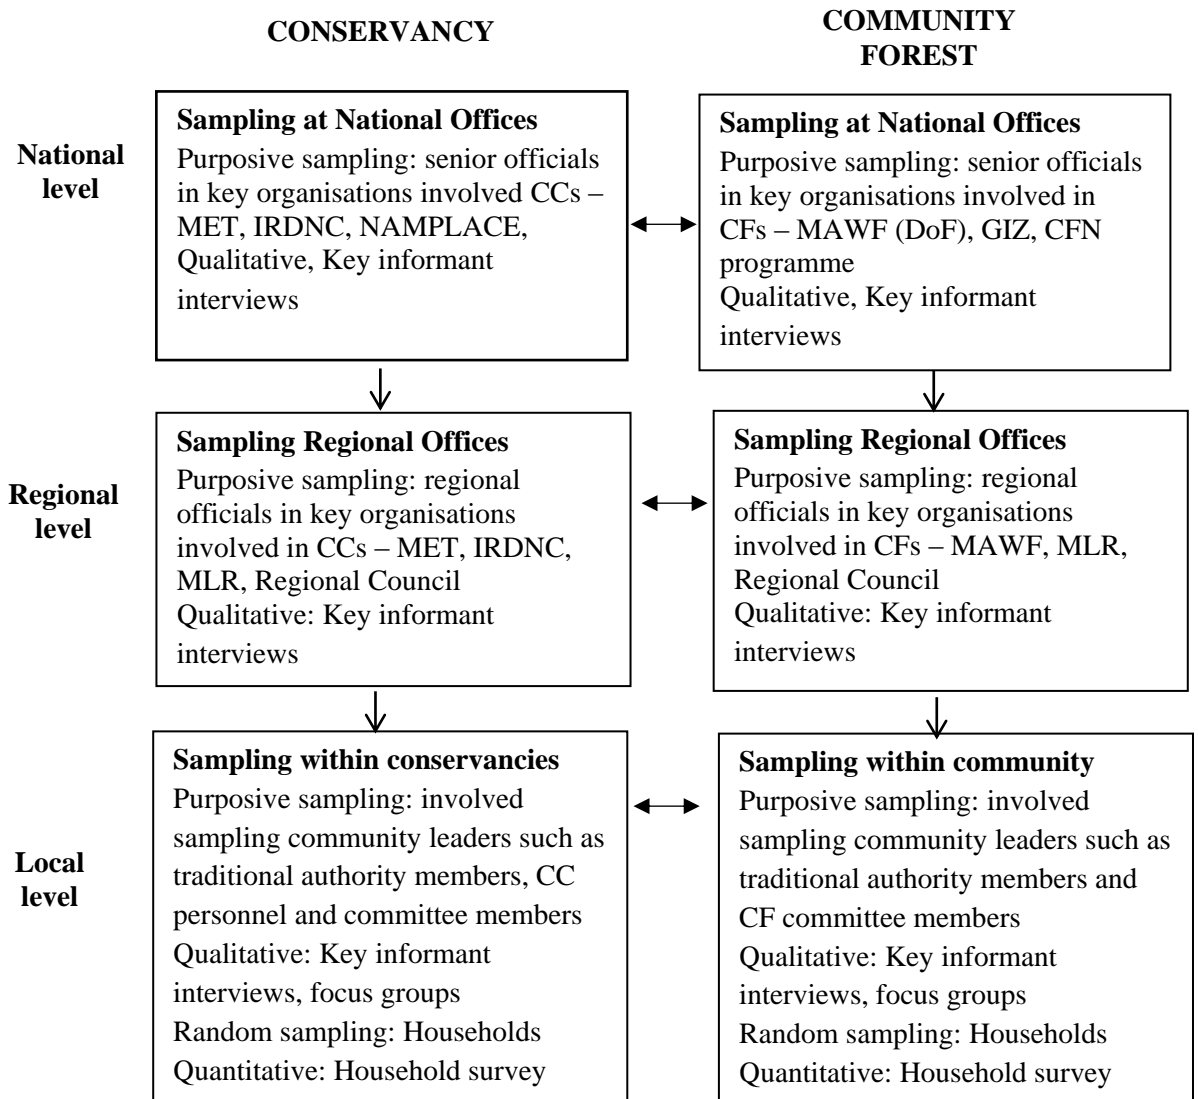 CONSERVANCY
COMMUNITY
FOREST
National
level
Sampling at National Offices
Purposive sampling: senior officials
in key organisations involved CCs –
MET, IRDNC, NAMPLACE,
Qualitative, Key informant
interviews
Sampling at National Offices
Purposive sampling: senior officials
in key organisations involved in
CFs – MAWF (DoF), GIZ, CFN
programme
Qualitative, Key informant
interviews
Regional
level
Sampling Regional Offices
Purposive sampling: regional
officials in key organisations
involved in CCs – MET, IRDNC,
MLR, Regional Council
Qualitative: Key informant
interviews
Sampling Regional Offices
Purposive sampling: regional
officials in key organisations
involved in CFs – MAWF, MLR,
Regional Council
Qualitative: Key informant
interviews
Local
level
Sampling within conservancies
Purposive sampling: involved
sampling community leaders such as
traditional authority members, CC
personnel and committee members
Qualitative: Key informant
interviews, focus groups
Random sampling: Households
Quantitative: Household survey
Sampling within community
Purposive sampling: involved
sampling community leaders such as
traditional authority members and
CF committee members
Qualitative: Key informant
interviews, focus groups
Random sampling: Households
Quantitative: Household survey